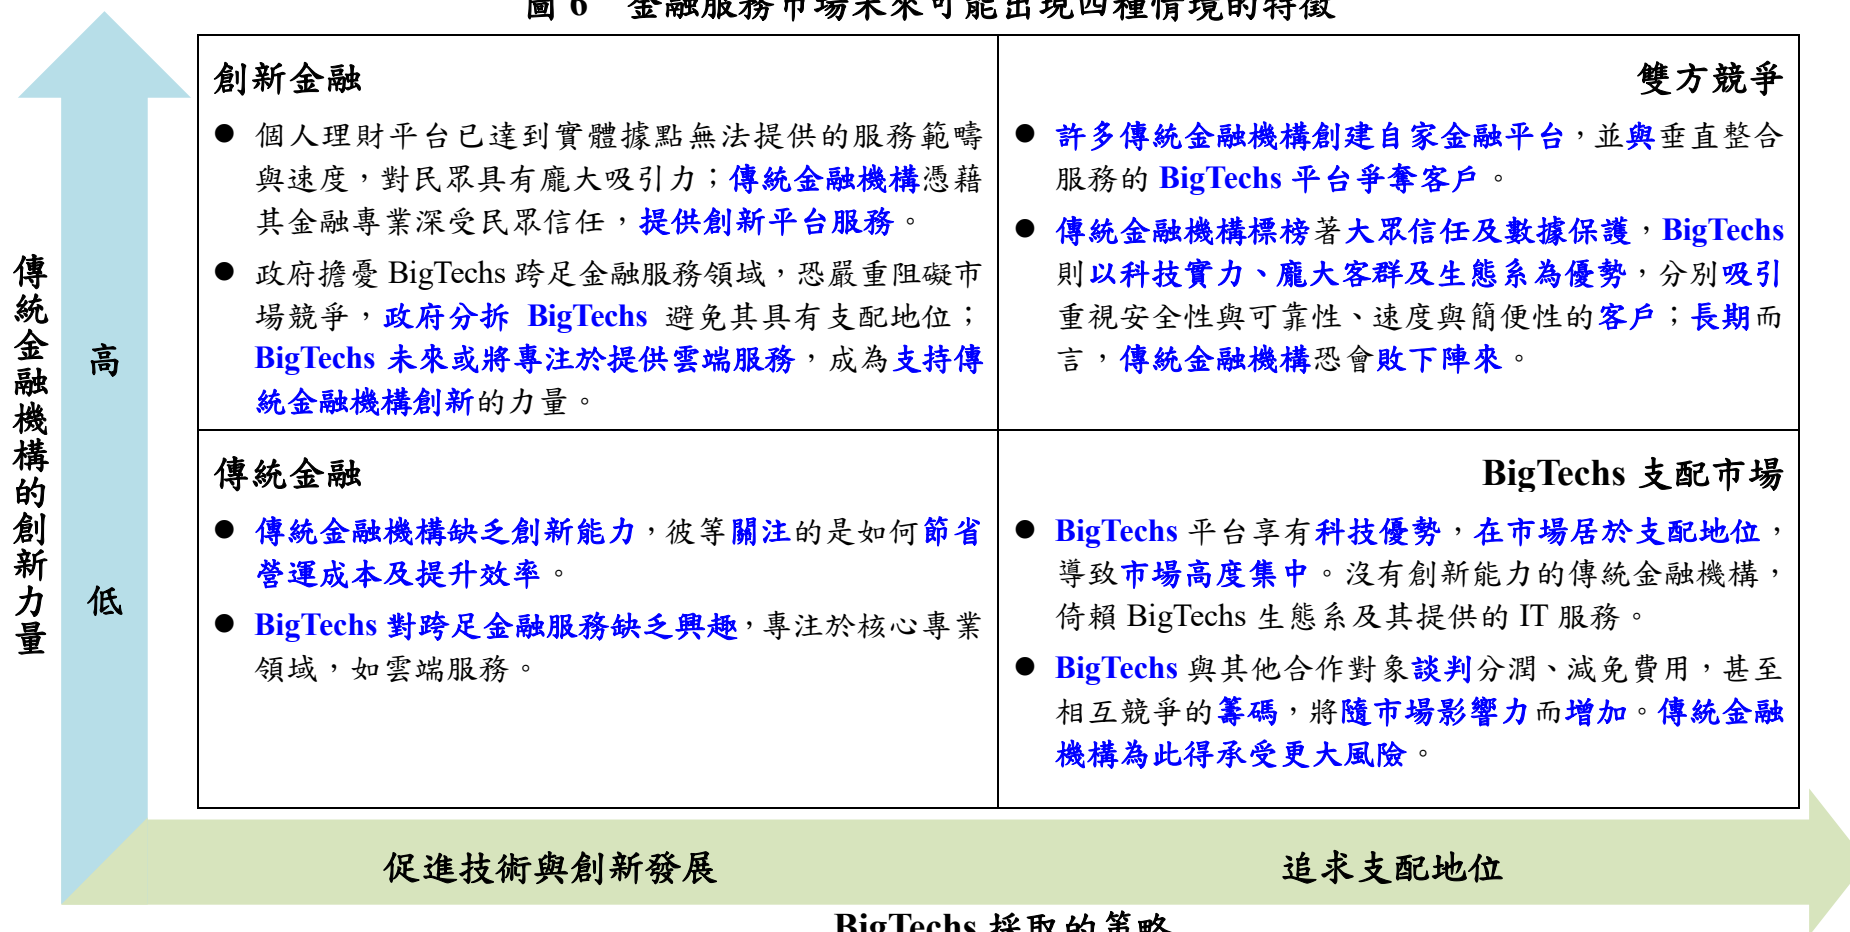 圖 6　金融服務市場未來可能出現四種情境的特徵
創新金融
● 個人理財平台已達到實體據點無法提供的服務範疇
與速度，對民眾具有龐大吸引力；傳統金融機構憑藉
其金融專業深受民眾信任，提供創新平台服務。
● 政府擔憂 BigTechs 跨足金融服務領域，恐嚴重阻礙市
場競爭，政府分拆 BigTechs 避免其具有支配地位；
BigTechs 未來或將專注於提供雲端服務，成為支持傳
統金融機構創新的力量。
雙方競爭
● 許多傳統金融機構創建自家金融平台，並與垂直整合
服務的 BigTechs 平台爭奪客戶。
● 傳統金融機構標榜著大眾信任及數據保護，BigTechs
則以科技實力、龐大客群及生態系為優勢，分別吸引
重視安全性與可靠性、速度與簡便性的客戶；長期而
言，傳統金融機構恐會敗下陣來。
傳統金融
● 傳統金融機構缺乏創新能力，彼等關注的是如何節省
營運成本及提升效率。
● BigTechs 對跨足金融服務缺乏興趣，專注於核心專業
領域，如雲端服務。
BigTechs 支配市場
● BigTechs 平台享有科技優勢，在市場居於支配地位，
導致市場高度集中。沒有創新能力的傳統金融機構，
倚賴 BigTechs 生態系及其提供的 IT 服務。
● BigTechs 與其他合作對象談判分潤、減免費用，甚至
相互競爭的籌碼，將隨市場影響力而增加。傳統金融
機構為此得承受更大風險。
傳統金融機構的創新力量
高
低
促進技術與創新發展
追求支配地位
BigTechs 採取的策略